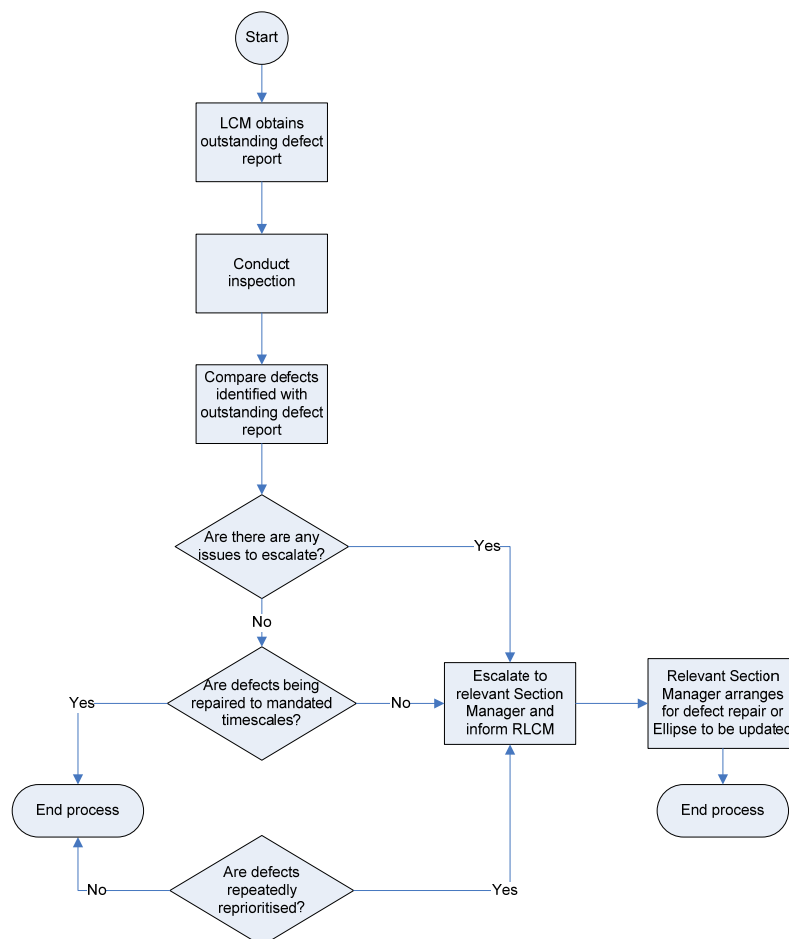 Start
LCM obtains
outstanding defect
report
Conduct
inspection
Compare defects
identified with
outstanding defect
report
Are there are any
issues to escalate?
Yes
No
Are defects being
repaired to mandated
timescales?
Yes
No
Escalate to
relevant Section
Manager and
inform RLCM
Relevant Section
Manager arranges
for defect repair or
Ellipse to be updated
End process
End process
Are defects
repeatedly
reprioritised?
No
Yes